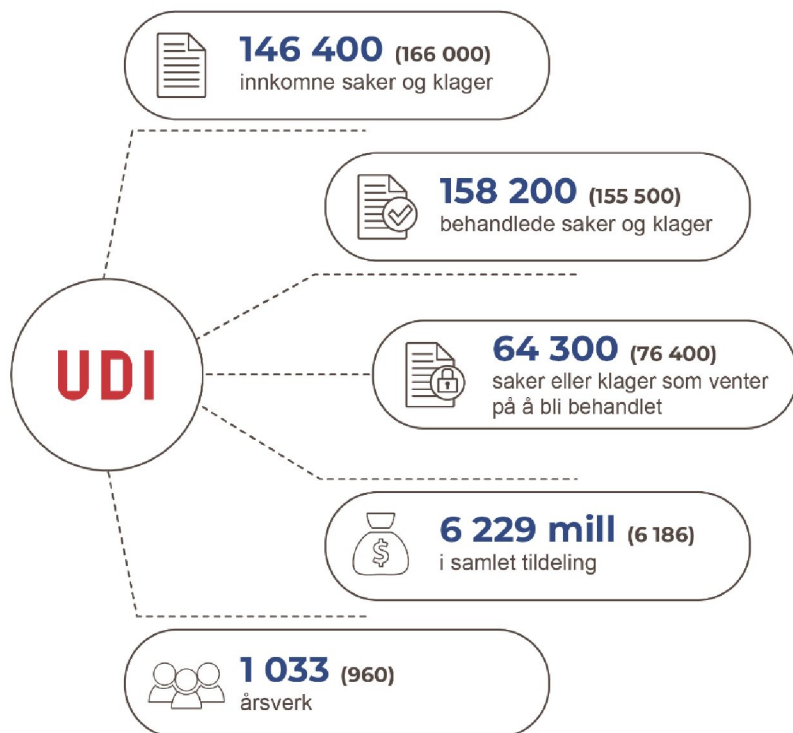 146 400 (166 000)
innkomne saker og klager
158 200 (155 500)
behandlede saker og klager
UDI
64 300 (76 400)
saker eller klager som venter
på å bli behandlet
$
6 229 mill (6 186)
i samlet tildeling
1 033 (960)
årsverk